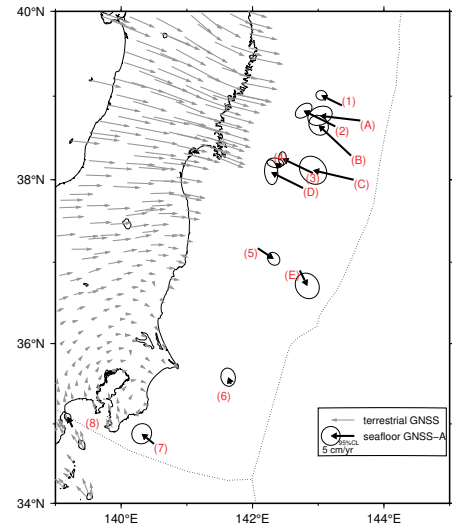 40°N
(1)
(A)
(2)
(B)
(4)
(3)
(C)
(D)
38°N
(5)
(E)
36°N
(6)
(8)
(7)
terrestrial GNSS
seafloor GNSS−A
95%CL
5 cm/yr
34°N
140°E 142°E 144°E